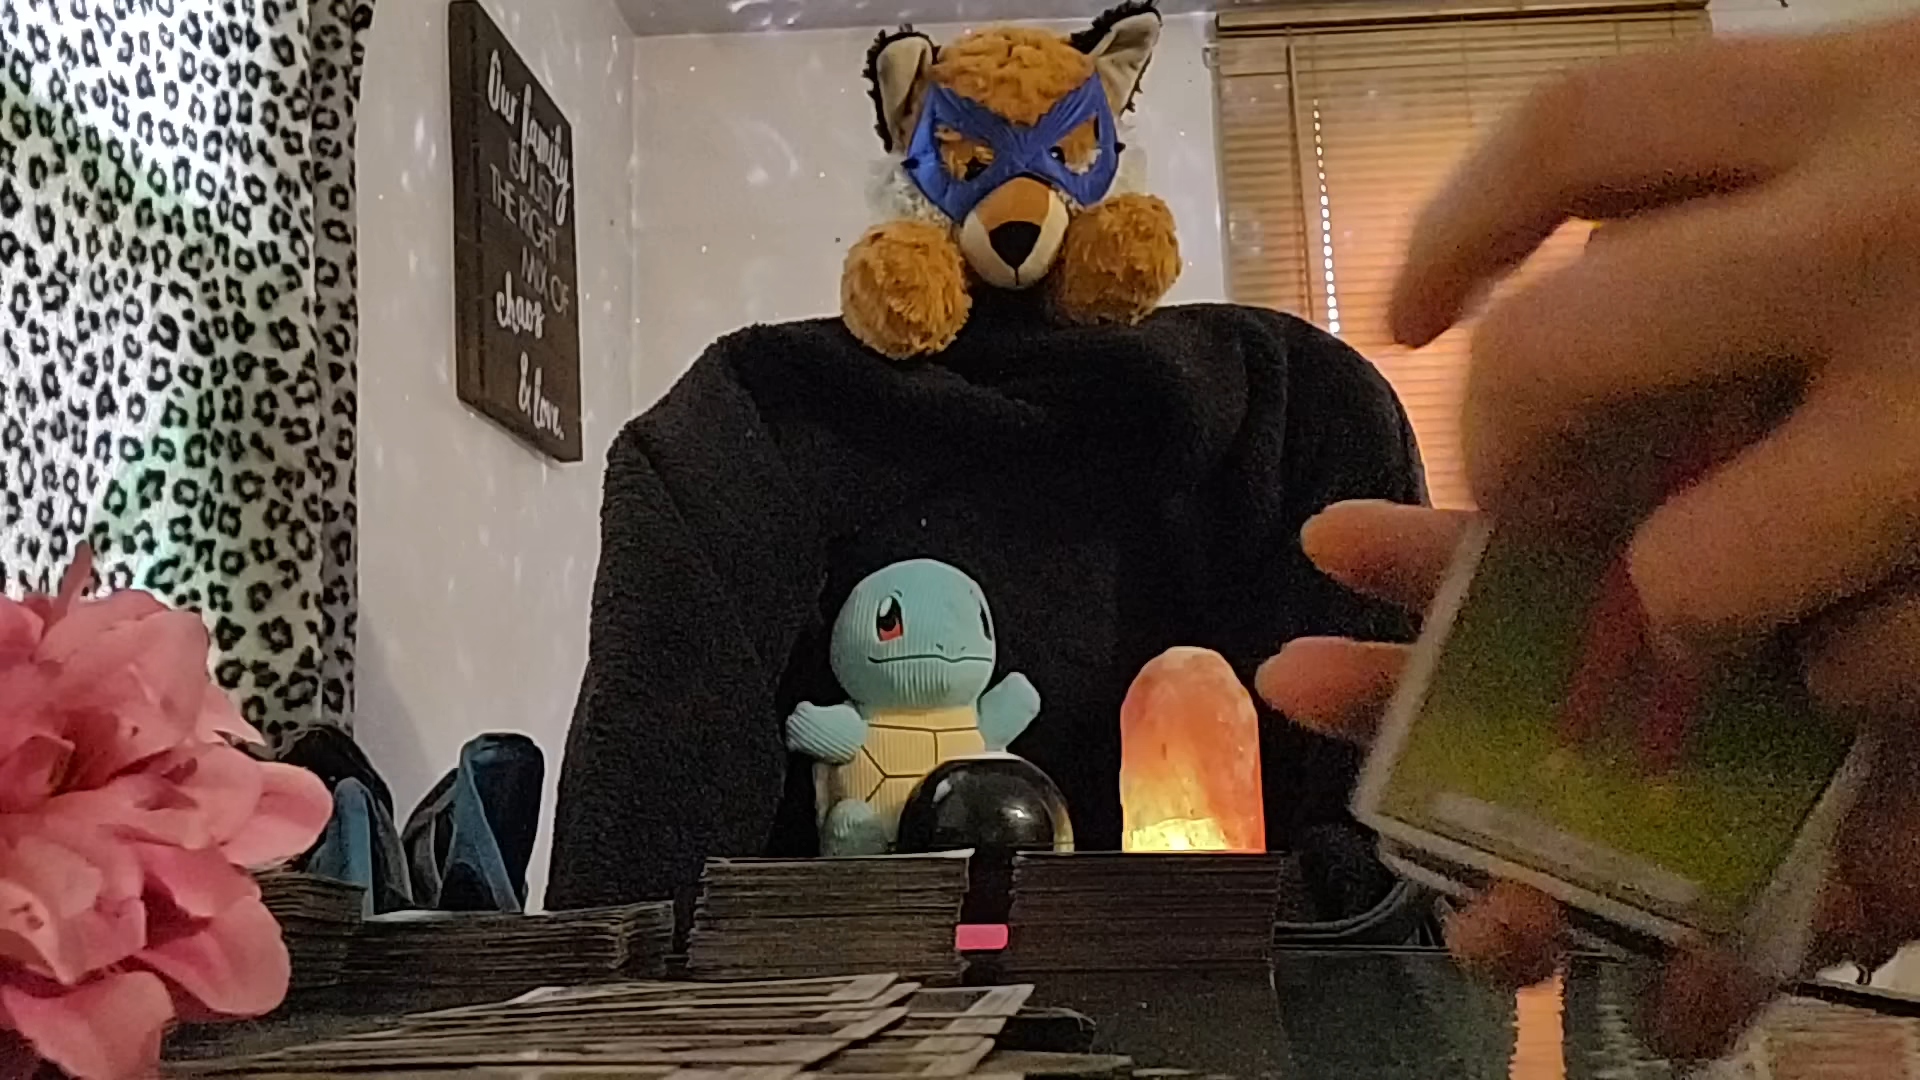 Our family
IS JUST
THE RIGHT
MIX OF
chaos
& love.